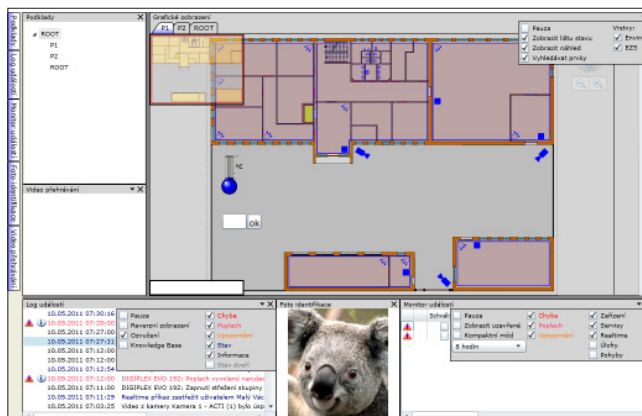 Podklady
Grafické zobrazení
P1 P2 ROOT
ROOT
P1
P2
ROOT
Pauza
Zobrazit lištu stavu
Zobrazit náhled
Vyhledávat prvky
Vrstvy:
EZS
Podklady
Log událostí
Monitor událostí
Foto identifikace
Video přehrávání
Video přehrávání
°C
ok
Log událostí
10.05.2011 07:30:16
10.05.2011 07:28:00
10.05.2011 07:27:00
10.05.2011 07:27:31
10.05.2011 07:12:00
10.05.2011 07:12:00
10.05.2011 07:12:54
10.05.2011 07:12:00 DIGIPLEX EVO 192: Poplach vyvolaný narušen
10.05.2011 07:11:00 DIGIPLEX EVO 192: Zapnutí střežení skupiny
09.05.2011 07:11:29 Realtime příkaz zastřežit uživatelem Malý Vác
10.05.2011 07:03:25 Video z kamery Kamera 1 - ACTI (1) bylo úsp
Pauza
Reverzní zobrazení
Ozvučení
Knowledge Base
Chyba
Poplach
Upozornění
Stav
Informace
Stav dveří
Foto identifikace
Monitor událostí
Schvál
Pauza
Zobrazit uzavřené
Kompaktní mód
8 hodin
Chyba
Poplach
Upozornění
Zařízení
Servisy
Realtime
Úlohy
Pohyby